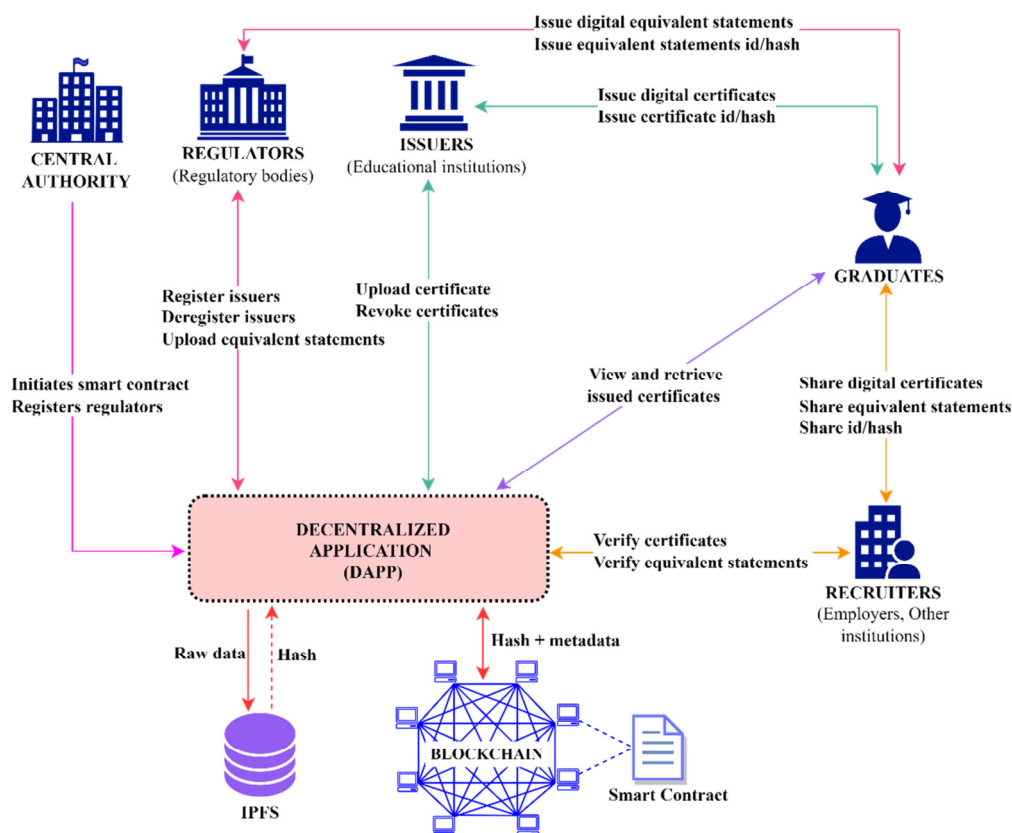 Issue digital equivalent statements
Issue equivalent statements id/hash
Issue digital certificates
Issue certificate id/hash
CENTRAL
AUTHORITY
REGULATORS
(Regulatory bodies)
ISSUERS
(Educational institutions)
GRADUATES
Register issuers
Deregister issuers
Upload equivalent statements
Upload certificate
Revoke certificates
View and retrieve
issued certificates
Initiates smart contract
Registers regulators
Share digital certificates
Share equivalent statements
Share id/hash
DECENTRALIZED
APPLICATION
(DAPP)
Verify certificates
Verify equivalent statements
RECRUITERS
(Employers, Other
institutions)
Raw data
Hash
Hash + metadata
BLOCKCHAIN
IPFS
Smart Contract